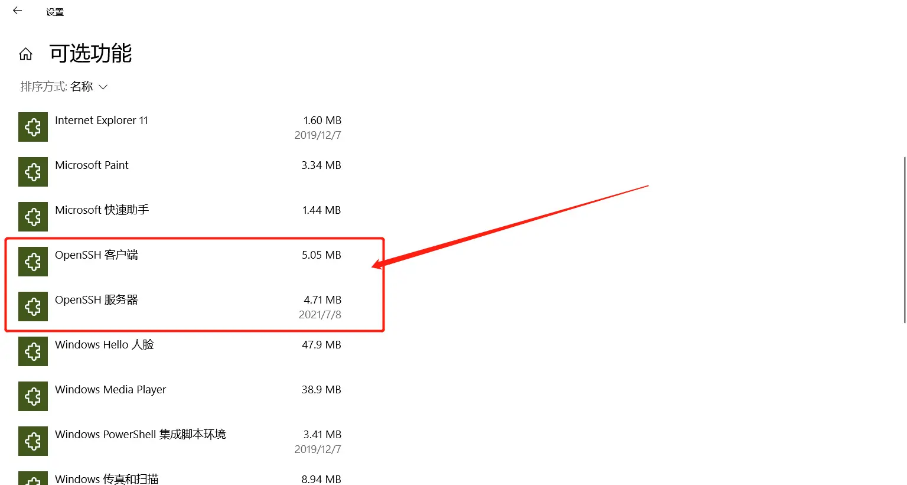 设置
可选功能
排序方式: 名称
Internet Explorer 11 1.60 MB
2019/12/7
Microsoft Paint 3.34 MB
Microsoft 快速助手 1.44 MB
OpenSSH 客户端 5.05 MB
OpenSSH 服务器 4.71 MB
2021/7/8
Windows Hello 人脸 47.9 MB
Windows Media Player 38.9 MB
Windows PowerShell 集成脚本环境 3.41 MB
2019/12/7
Windows 传真和扫描 8.94 MB